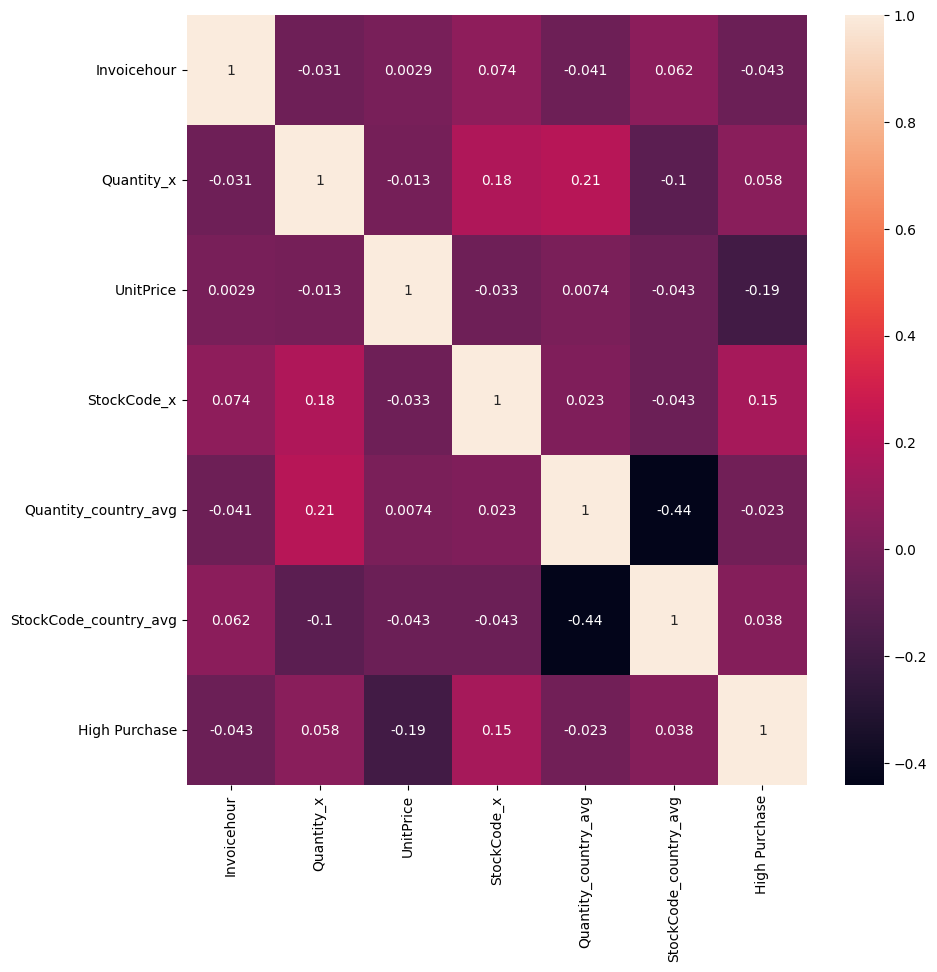 Invoicehour 1 -0.031 0.0029 0.074 -0.041 0.062 -0.043
Quantity_x -0.031 1 -0.013 0.18 0.21 -0.1 0.058
UnitPrice 0.0029 -0.013 1 -0.033 0.0074 -0.043 -0.19
StockCode_x 0.074 0.18 -0.033 1 0.023 -0.043 0.15
Quantity_country_avg -0.041 0.21 0.0074 0.023 1 -0.44 -0.023
StockCode_country_avg 0.062 -0.1 -0.043 -0.043 -0.44 1 0.038
High Purchase -0.043 0.058 -0.19 0.15 -0.023 0.038 1
Invoicehour
Quantity_x
UnitPrice
StockCode_x
Quantity_country_avg
StockCode_country_avg
High Purchase
1.0
0.8
0.6
0.4
0.2
0.0
−0.2
−0.4